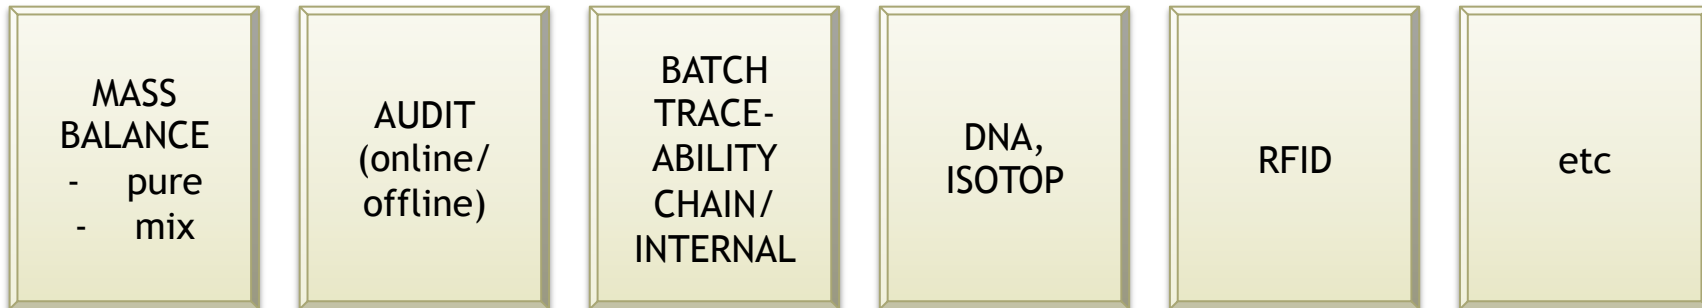 MASS
BALANCE
- pure
- mix
AUDIT
(online/
offline)
BATCH
TRACE-
ABILITY
CHAIN/
INTERNAL
DNA,
ISOTOP
RFID
etc